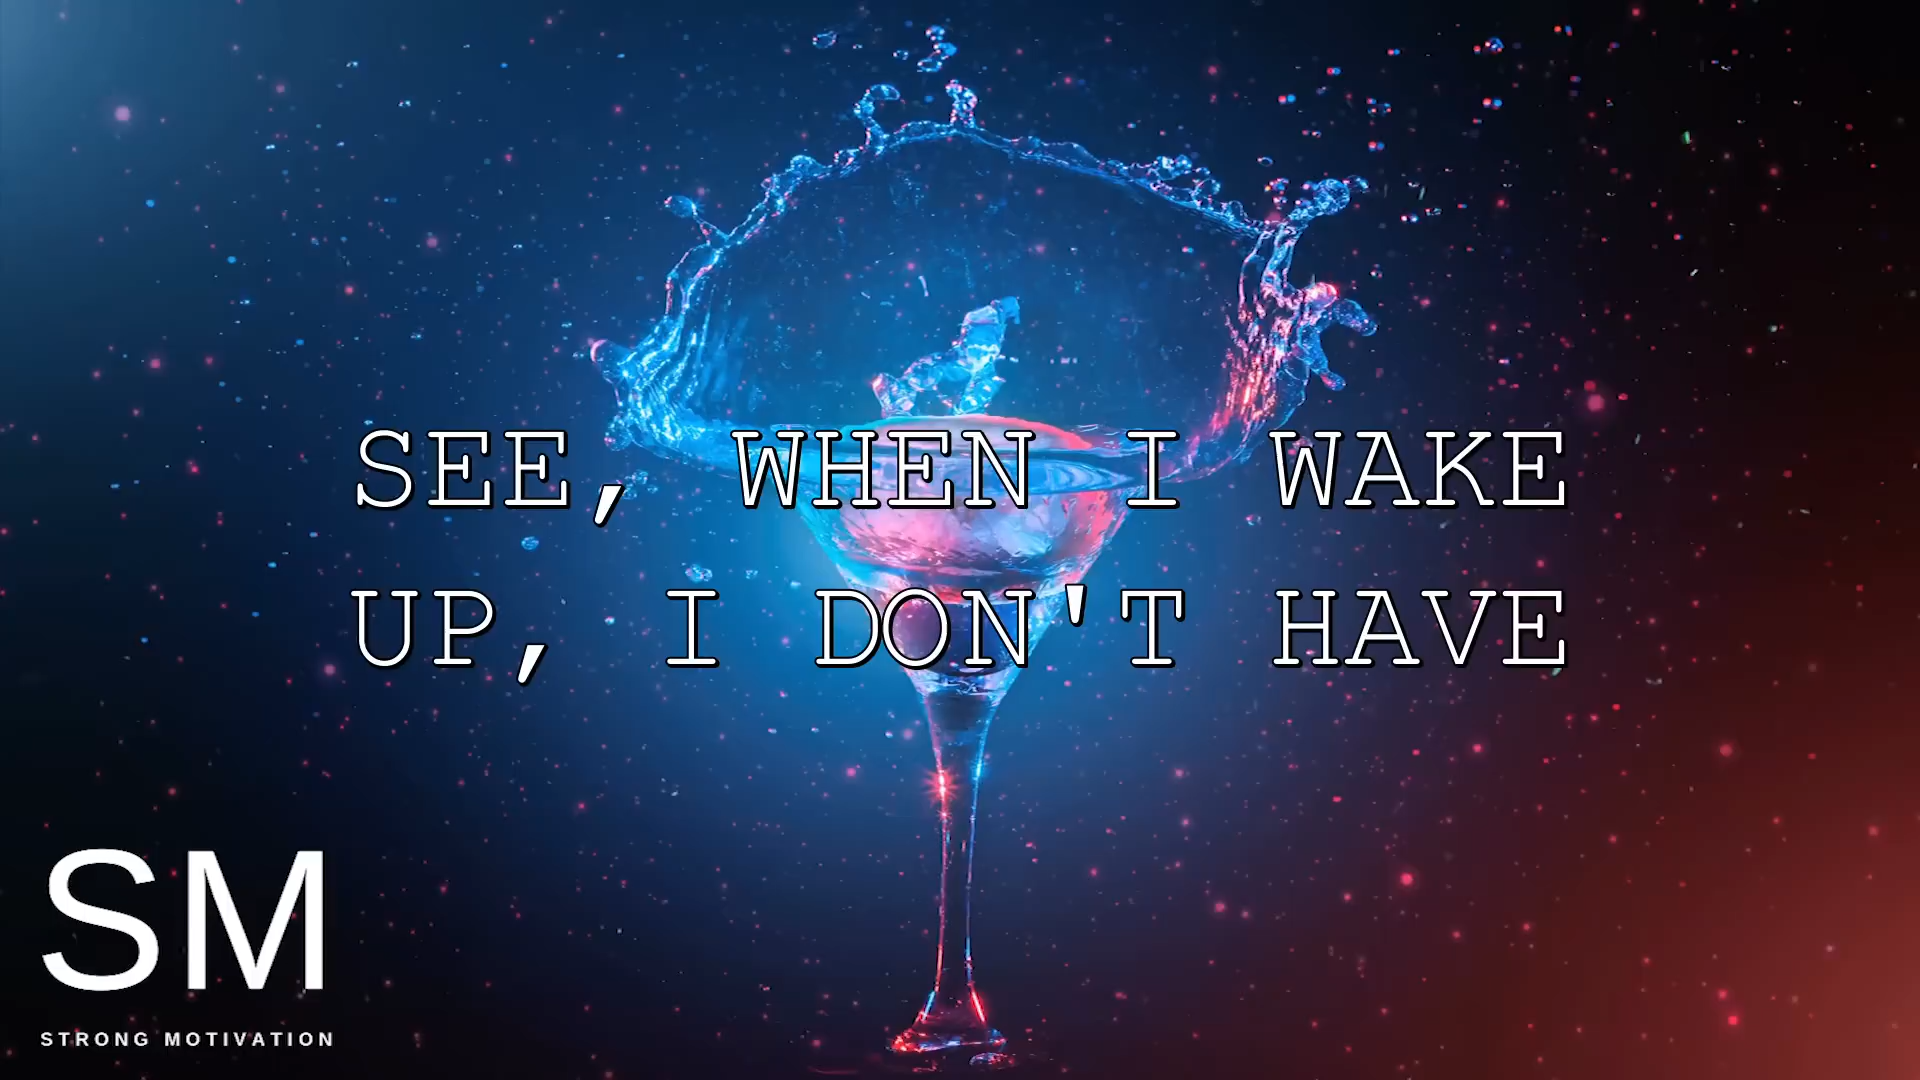 SEE, WHEN I WAKE
UP, I DON'T HAVE
SM
STRONG MOTIVATION